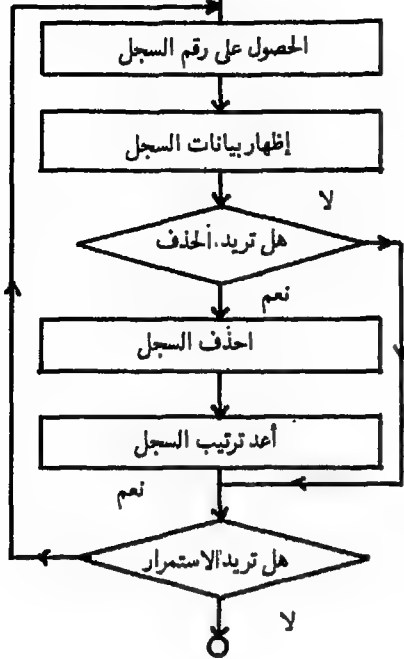 الحصول على رقم السجل
إظهار بيانات السجل
لا
هل تريد ألحذف
نعم
احذف السجل
أعد ترتيب السجل
نعم
هل تريد الاستمرار
لا